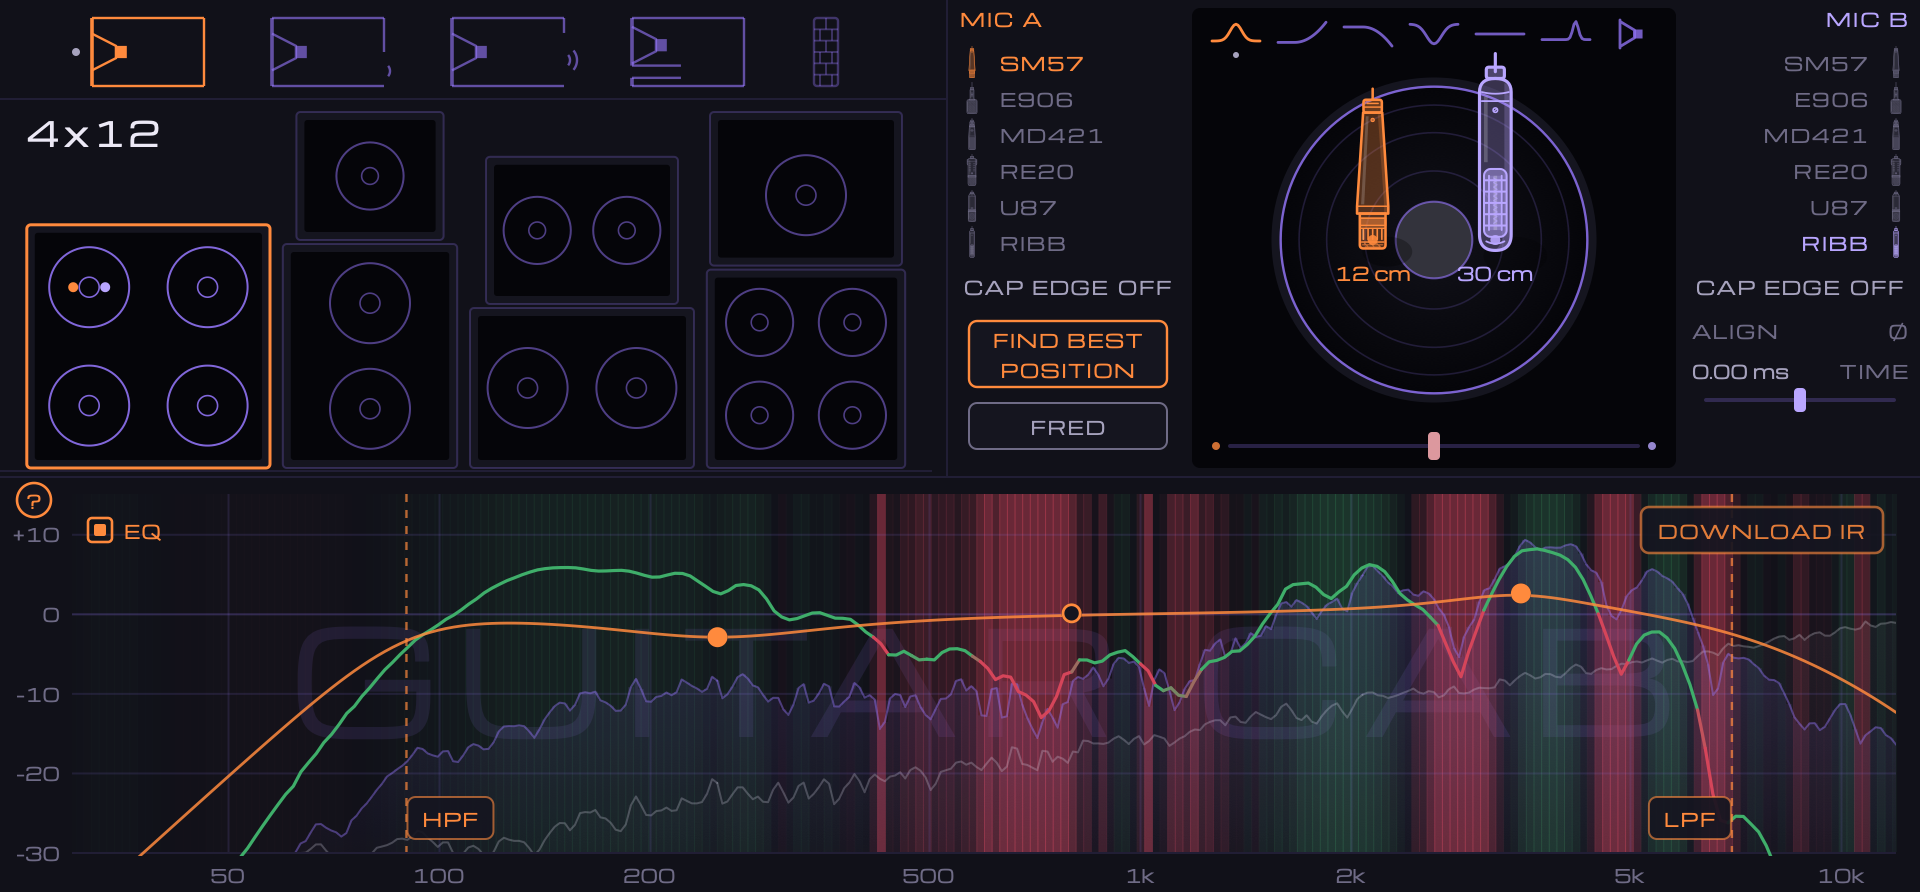 4x12
MIC A
SM57
E906
MD421
RE20
U87
RIBB
CAP EDGE OFF
FIND BEST
POSITION
FRED
12 cm
30 cm
MIC B
SM57
E906
MD421
RE20
U87
RIBB
CAP EDGE OFF
ALIGN Ø
0.00 ms TIME
?
EQ
DOWNLOAD IR
+10
0
-10
-20
-30
GUITAR CAB
HPF
LPF
50 100 200 500 1k 2k 5k 10k